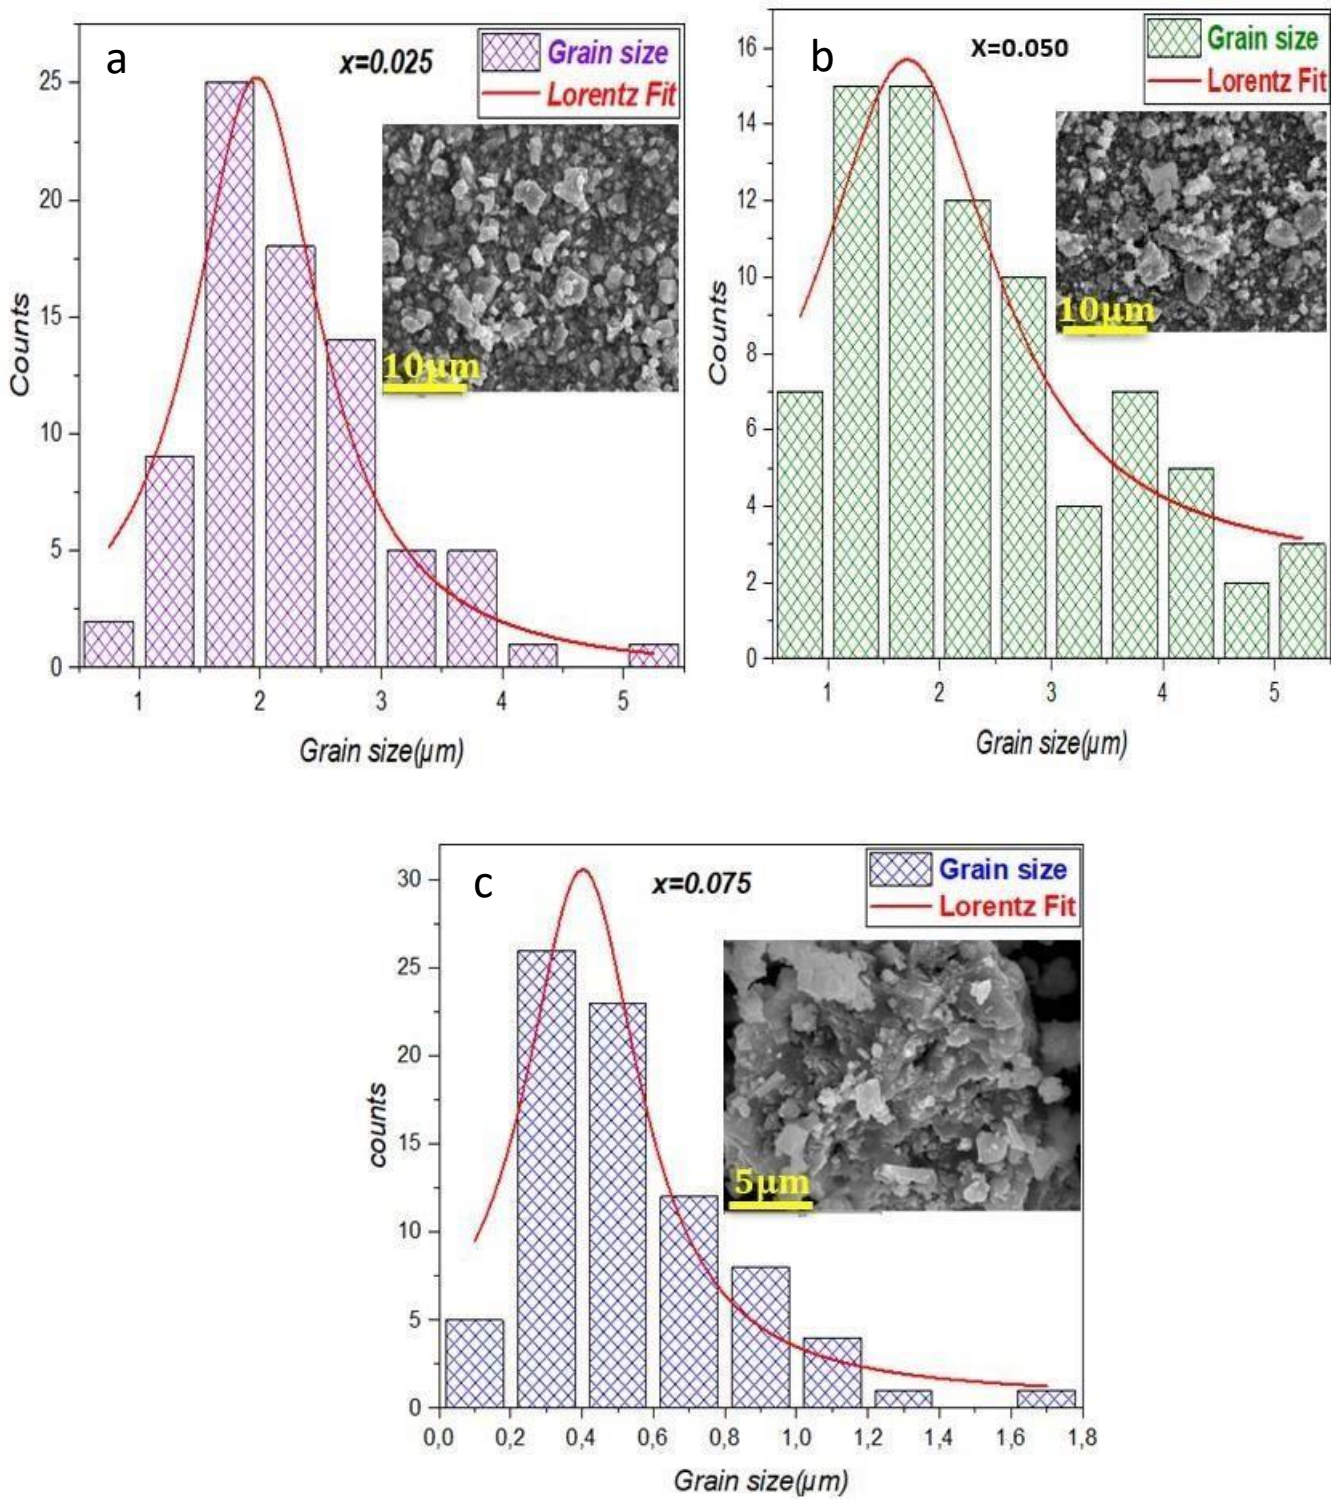 a
x=0.025
Grain size
Lorentz Fit
25
20
15
10
5
0
Counts
10µm
1
2
3
4
5
Grain size(µm)
b
X=0.050
Grain size
Lorentz Fit
16
14
12
10
8
6
4
2
0
Counts
10µm
1
2
3
4
5
Grain size(µm)
c
x=0.075
Grain size
Lorentz Fit
30
25
20
15
10
5
0
counts
5µm
0,0
0,2
0,4
0,6
0,8
1,0
1,2
1,4
1,6
1,8
Grain size(µm)